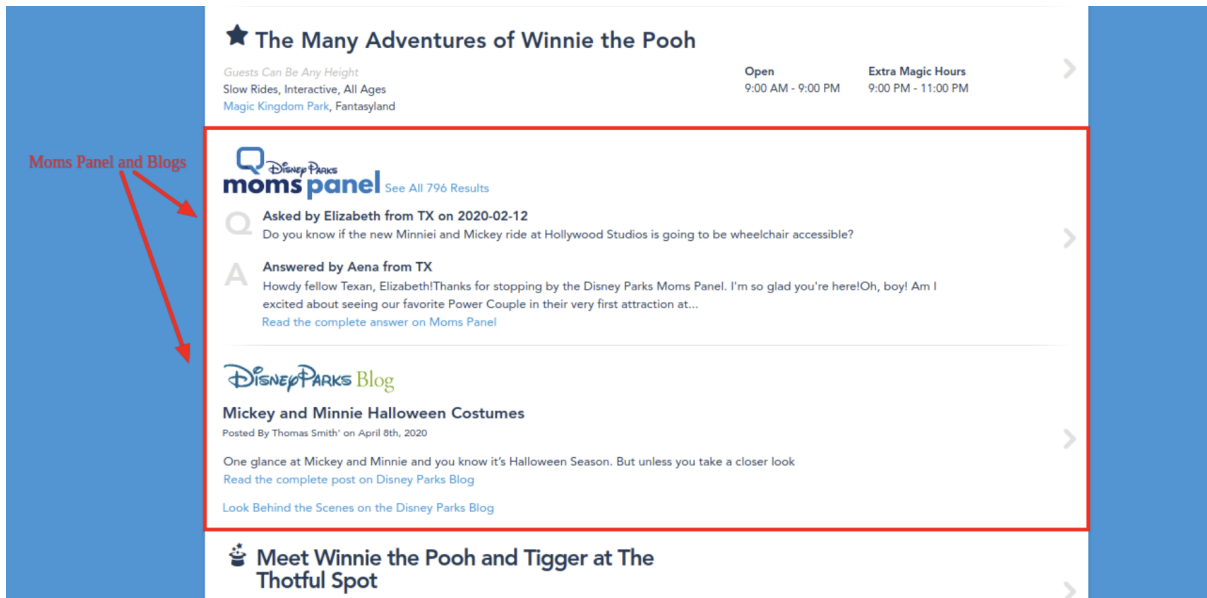 The Many Adventures of Winnie the Pooh
Guests Can Be Any Height
Slow Rides, Interactive, All Ages
Magic Kingdom Park, Fantasyland
Open
9:00 AM - 9:00 PM
Extra Magic Hours
9:00 PM - 11:00 PM
Moms Panel and Blogs
Disney Parks
moms panel See All 796 Results
Q Asked by Elizabeth from TX on 2020-02-12
Do you know if the new Minniei and Mickey ride at Hollywood Studios is going to be wheelchair accessible?
A Answered by Aena from TX
Howdy fellow Texan, Elizabeth!Thanks for stopping by the Disney Parks Moms Panel. I'm so glad you're here!Oh, boy! Am I
excited about seeing our favorite Power Couple in their very first attraction at...
Read the complete answer on Moms Panel
Disney Parks Blog
Mickey and Minnie Halloween Costumes
Posted By Thomas Smith' on April 8th, 2020
One glance at Mickey and Minnie and you know it's Halloween Season. But unless you take a closer look
Read the complete post on Disney Parks Blog
Look Behind the Scenes on the Disney Parks Blog
Meet Winnie the Pooh and Tigger at The
Thotful Spot